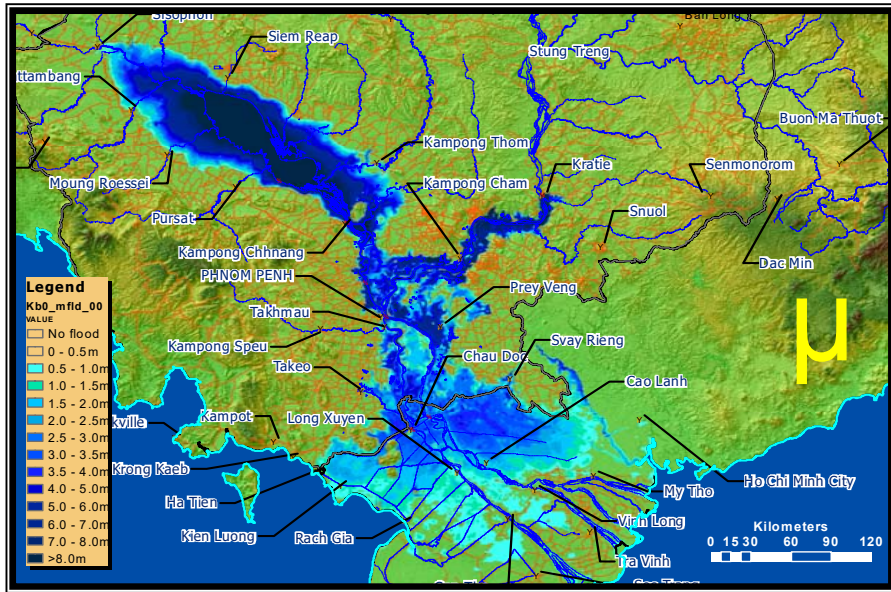 Sisophon
Ban Long
Siem Reap
Stung Treng
ttambang
Buon Ma Thuot
Kampong Thom
Kampong Cham
Kratie
Senmonorom
Moung Roessei
Pursat
Snuol
Kampong Chhnang
Dac Min
PHNOM PENH
Prey Veng
Takhmau
Svay Rieng
Kampong Speu
Chau Doc
Takeo
Cao Lanh
Long Xuyen
kville
Kampot
Krong Kaeb
Ho Chi Minh City
My Tho
Ha Tien
Vinh Long
Kien Luong
Rach Gia
Tra Vinh
µ
Legend
Kb0_mfld_00
VALUE
No flood
0 - 0.5m
0.5 - 1.0m
1.0 - 1.5m
1.5 - 2.0m
2.0 - 2.5m
2.5 - 3.0m
3.0 - 3.5m
3.5 - 4.0m
4.0 - 5.0m
5.0 - 6.0m
6.0 - 7.0m
7.0 - 8.0m
>8.0m
Kilometers
0 15 30 60 90 120